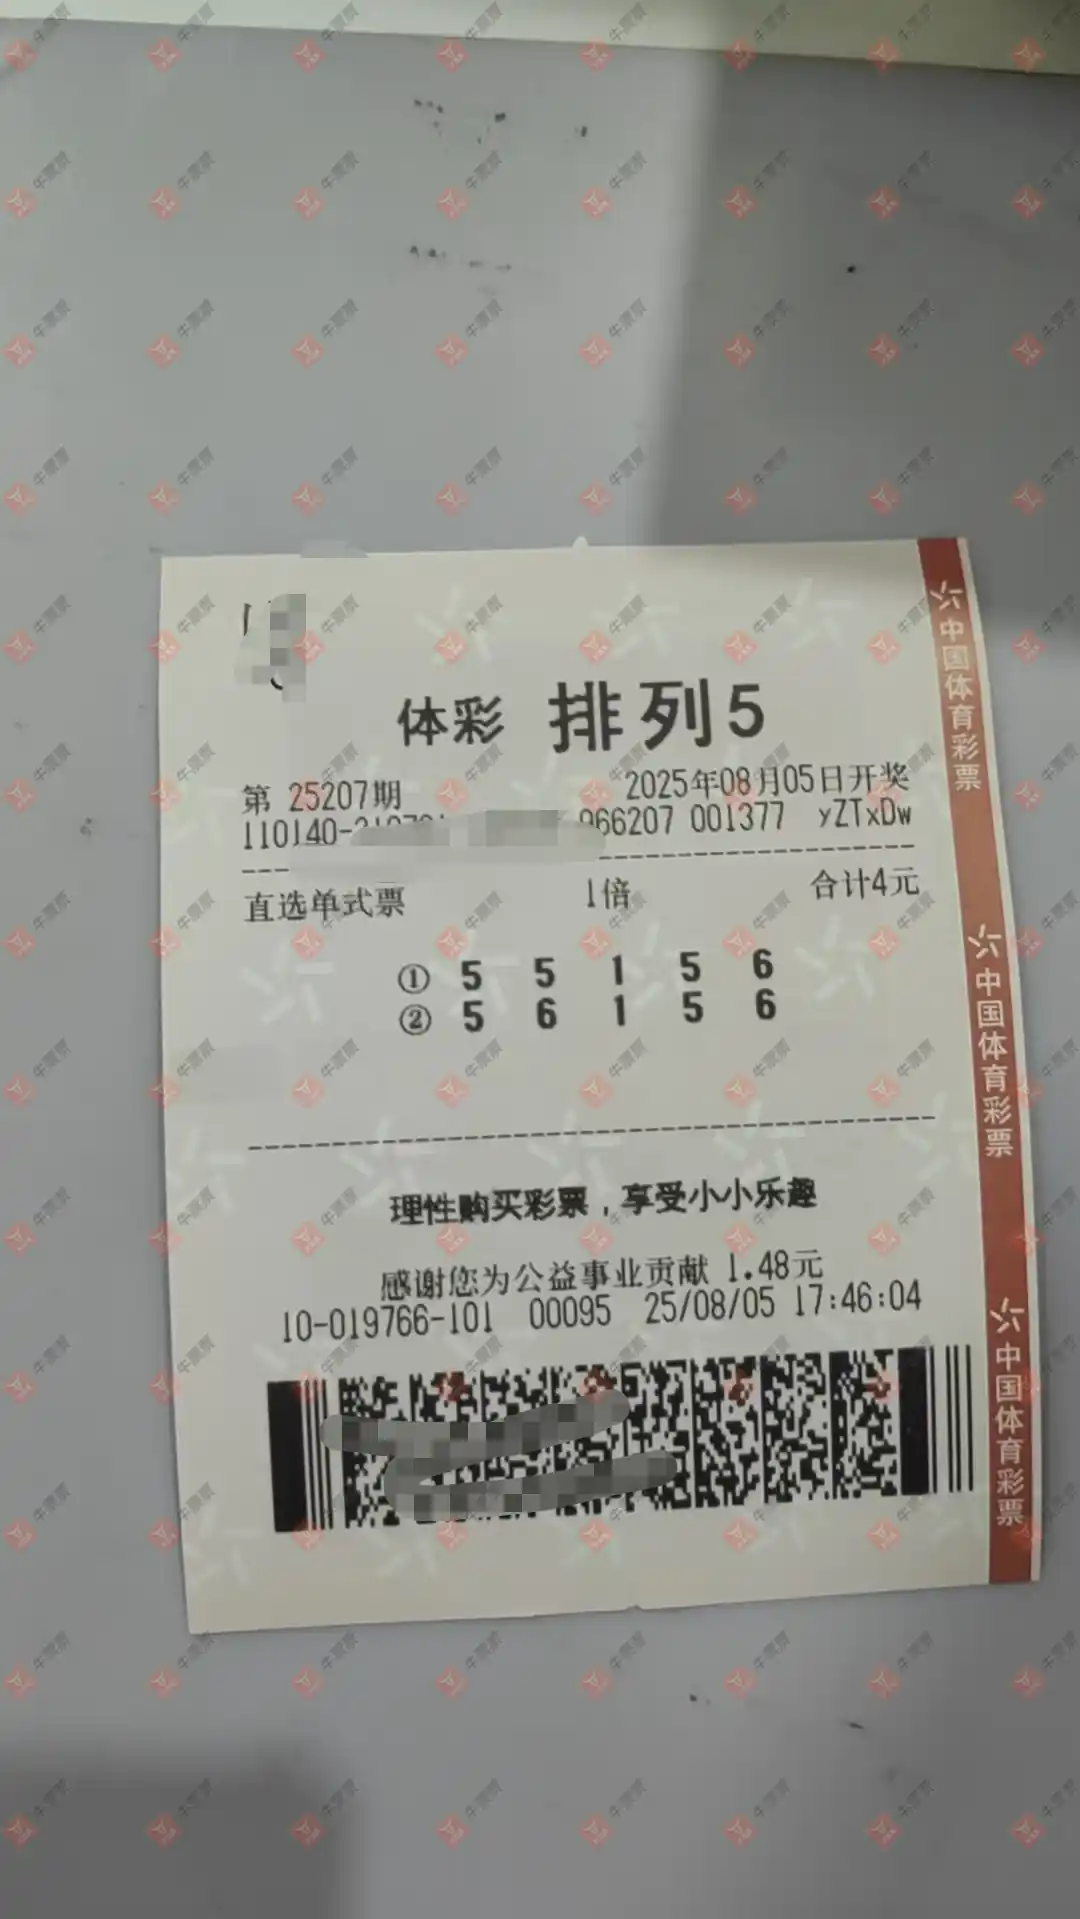 体彩 排列5
第 25207期 2025年08月05日开奖
110140- 066207 001377 yZTxDw
直选单式票 1倍 合计4元
① 5 5 1 5 6
② 5 6 1 5 6
理性购买彩票，享受小小乐趣
感谢您为公益事业贡献 1.48元
10-019766-101 00095 25/08/05 17:46:04
中国体育彩票
中国体育彩票
中国体育彩票
牛票票